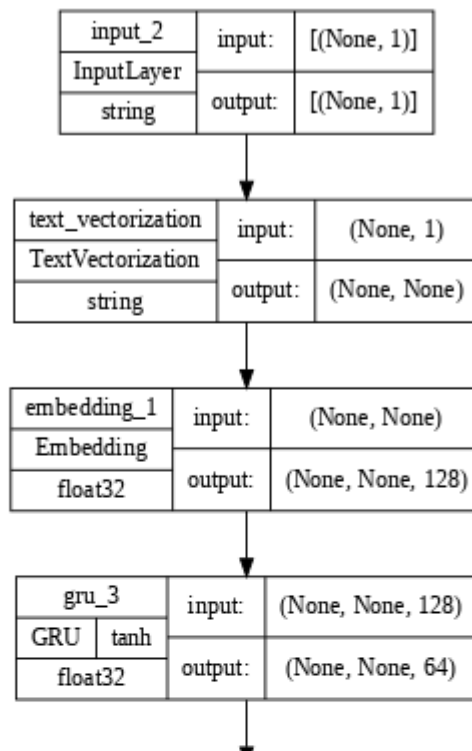 input_2 input: [(None, 1)]
InputLayer
string output: [(None, 1)]
text_vectorization input: (None, 1)
TextVectorization
string output: (None, None)
embedding_1 input: (None, None)
Embedding
float32 output: (None, None, 128)
gru_3 input: (None, None, 128)
GRU tanh
float32 output: (None, None, 64)